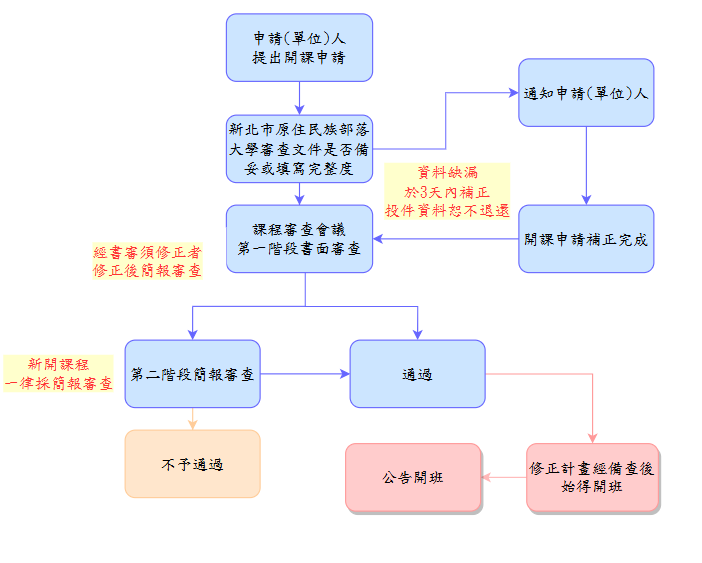 申請(單位)人
提出開課申請
通知申請(單位)人
新北市原住民族部落
大學審查文件是否備
妥或填寫完整度
資料缺漏
於3天內補正
投件資料恕不退還
課程審查會議
第一階段書面審查
開課申請補正完成
經書審須修正者
修正後簡報審查
新開課程
一律採簡報審查
第二階段簡報審查
通過
不予通過
公告開班
修正計畫經備查後
始得開班